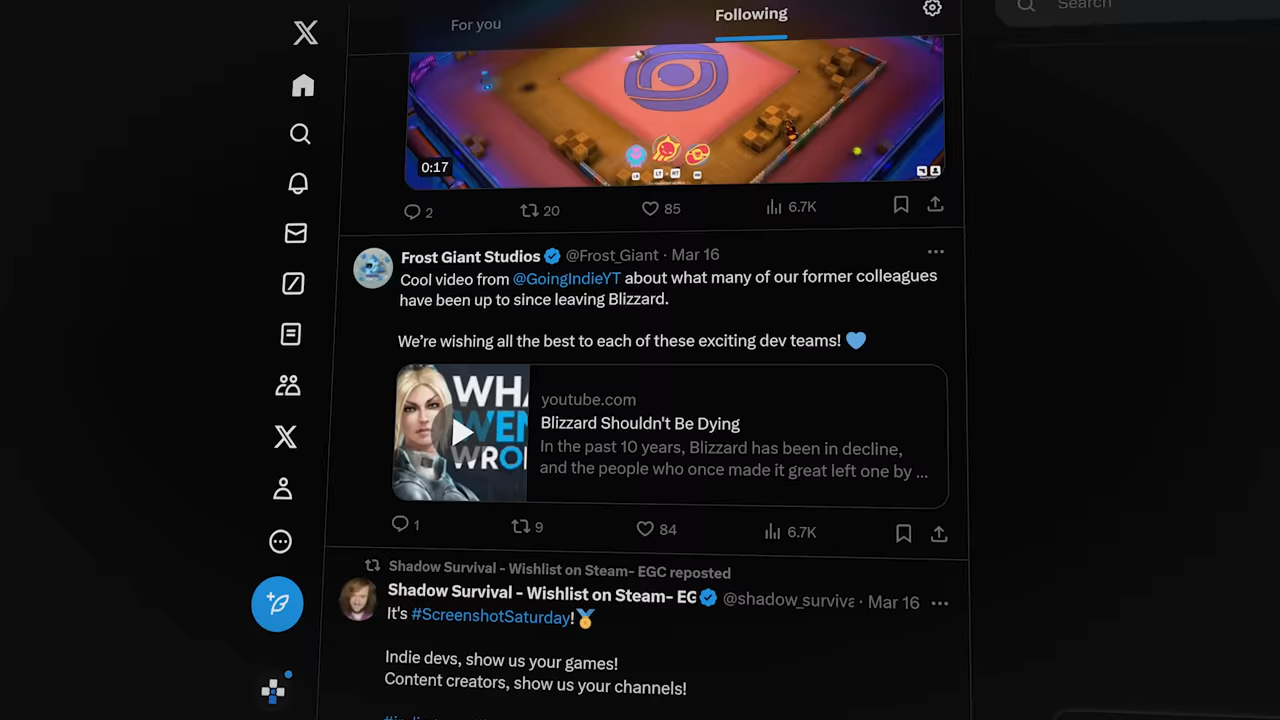 For you
Following
Search
0:17
2
20
85
6.7K
Frost Giant Studios @Frost_Giant · Mar 16
Cool video from @GoingIndieYT about what many of our former colleagues
have been up to since leaving Blizzard.
We're wishing all the best to each of these exciting dev teams! 💙
WHA
WEN
WRO
youtube.com
Blizzard Shouldn't Be Dying
In the past 10 years, Blizzard has been in decline,
and the people who once made it great left one by ...
1
9
84
6.7K
Shadow Survival - Wishlist on Steam- EGC reposted
Shadow Survival - Wishlist on Steam- EG @shadow_surviva · Mar 16
It's #ScreenshotSaturday!🏅
Indie devs, show us your games!
Content creators, show us your channels!